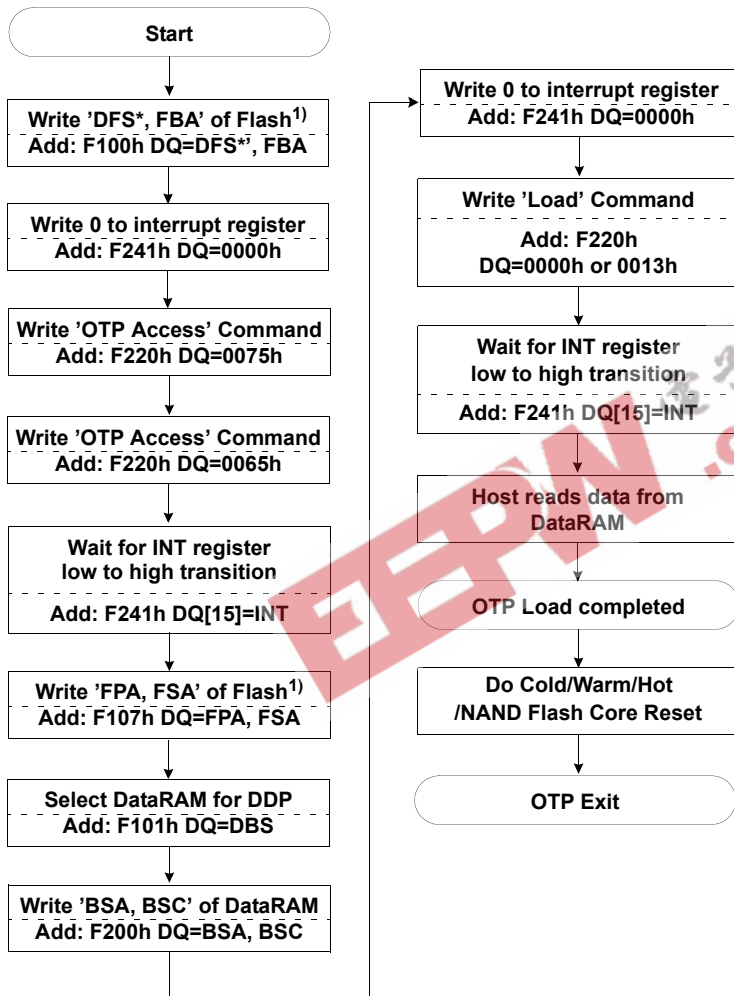 Start
Write ’DFS*, FBA’ of Flash1)
Add: F100h DQ=DFS*’, FBA
Write 0 to interrupt register
Add: F241h DQ=0000h
Write ’OTP Access’ Command
Add: F220h DQ=0075h
Write ’OTP Access’ Command
Add: F220h DQ=0065h
Wait for INT register
low to high transition
Add: F241h DQ[15]=INT
Write ’FPA, FSA’ of Flash1)
Add: F107h DQ=FPA, FSA
Select DataRAM for DDP
Add: F101h DQ=DBS
Write ’BSA, BSC’ of DataRAM
Add: F200h DQ=BSA, BSC
Write 0 to interrupt register
Add: F241h DQ=0000h
Write ’Load’ Command
Add: F220h
DQ=0000h or 0013h
Wait for INT register
low to high transition
Add: F241h DQ[15]=INT
Host reads data from
DataRAM
OTP Load completed
Do Cold/Warm/Hot
/NAND Flash Core Reset
OTP Exit
EEPW